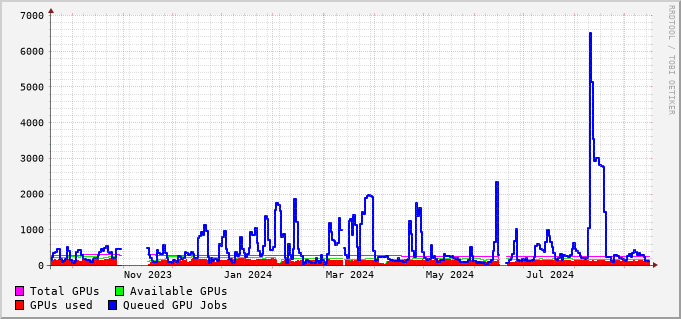 7000
6000
5000
4000
3000
2000
1000
0
Nov 2023 Jan 2024 Mar 2024 May 2024 Jul 2024
Total GPUs Available GPUs
GPUs used Queued GPU Jobs
RRDTOOL / TOBI OETIKER